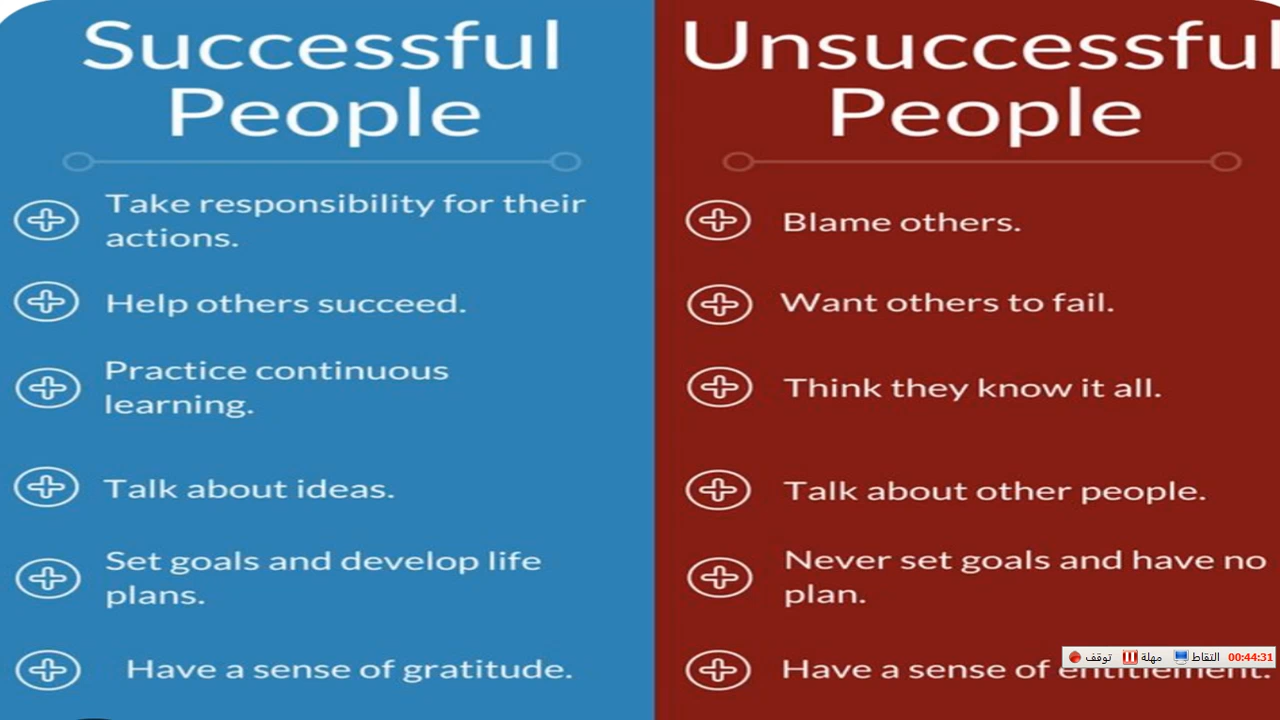 Successful
People
Take responsibility for their
actions.
Help others succeed.
Practice continuous
learning.
Talk about ideas.
Set goals and develop life
plans.
Have a sense of gratitude.
Unsuccessful
People
Blame others.
Want others to fail.
Think they know it all.
Talk about other people.
Never set goals and have no
plan.
Have a sense of entitlement.
توقف مهلة التقاط 00:44:31